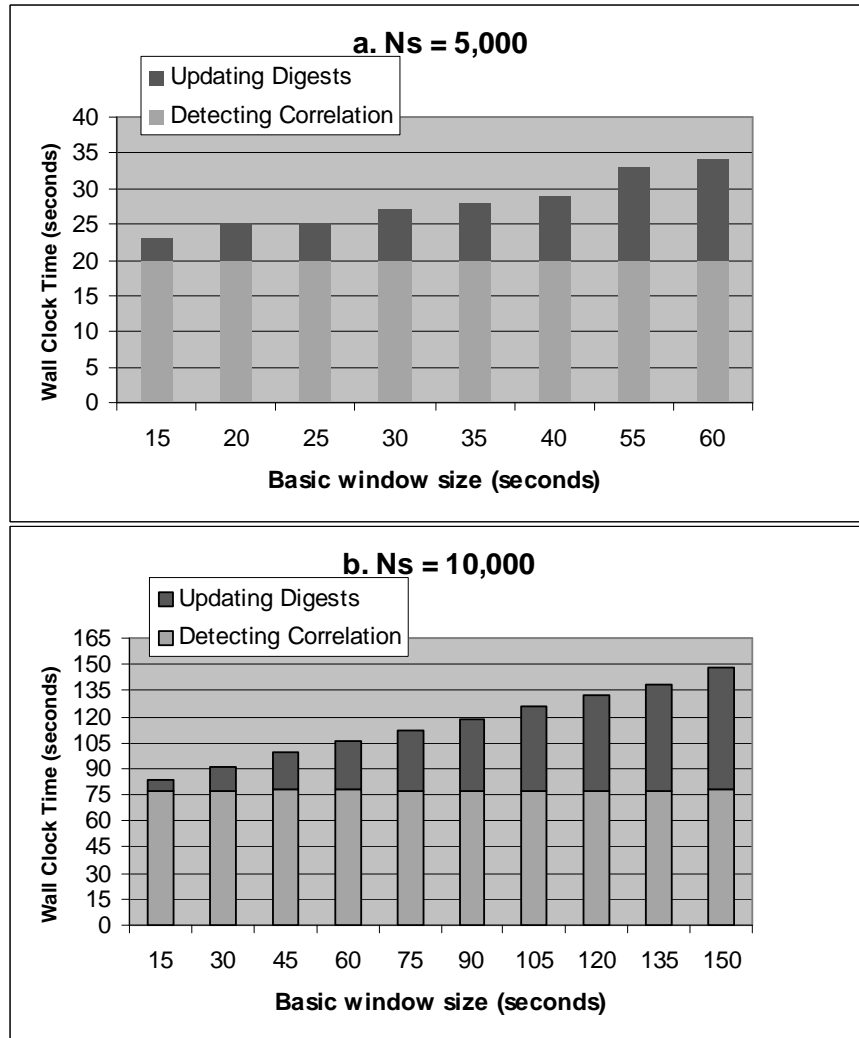 a. Ns = 5,000
Updating Digests
Detecting Correlation
Wall Clock Time (seconds)
40
35
30
25
20
15
10
5
0
15 20 25 30 35 40 55 60
Basic window size (seconds)
b. Ns = 10,000
Updating Digests
Detecting Correlation
Wall Clock Time (seconds)
165
150
135
120
105
90
75
60
45
30
15
0
15 30 45 60 75 90 105 120 135 150
Basic window size (seconds)